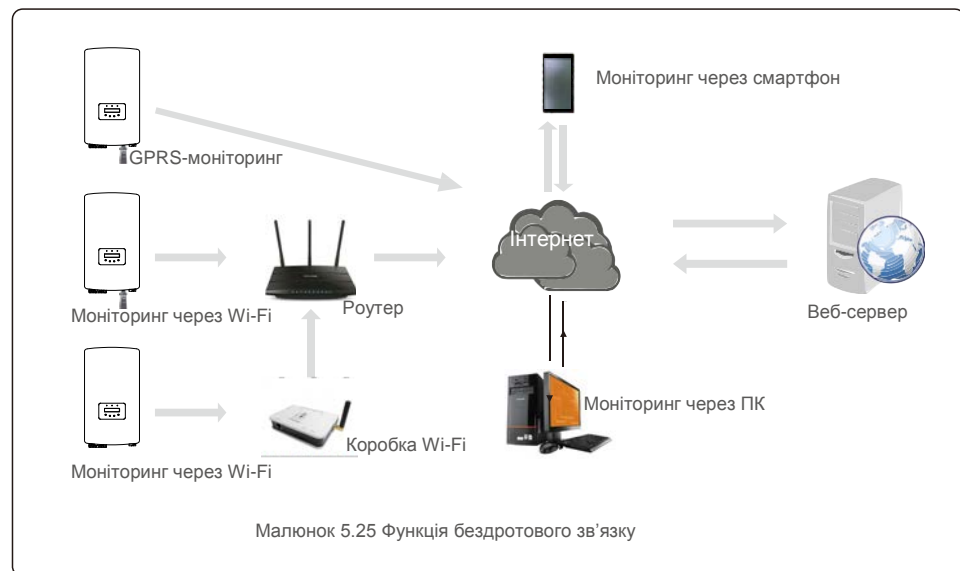 Моніторинг через смартфон
GPRS-моніторинг
Інтернет
Моніторинг через Wi-Fi
Роутер
Веб-сервер
Моніторинг через ПК
Коробка Wi-Fi
Моніторинг через Wi-Fi
Малюнок 5.25 Функція бездротового зв’язку